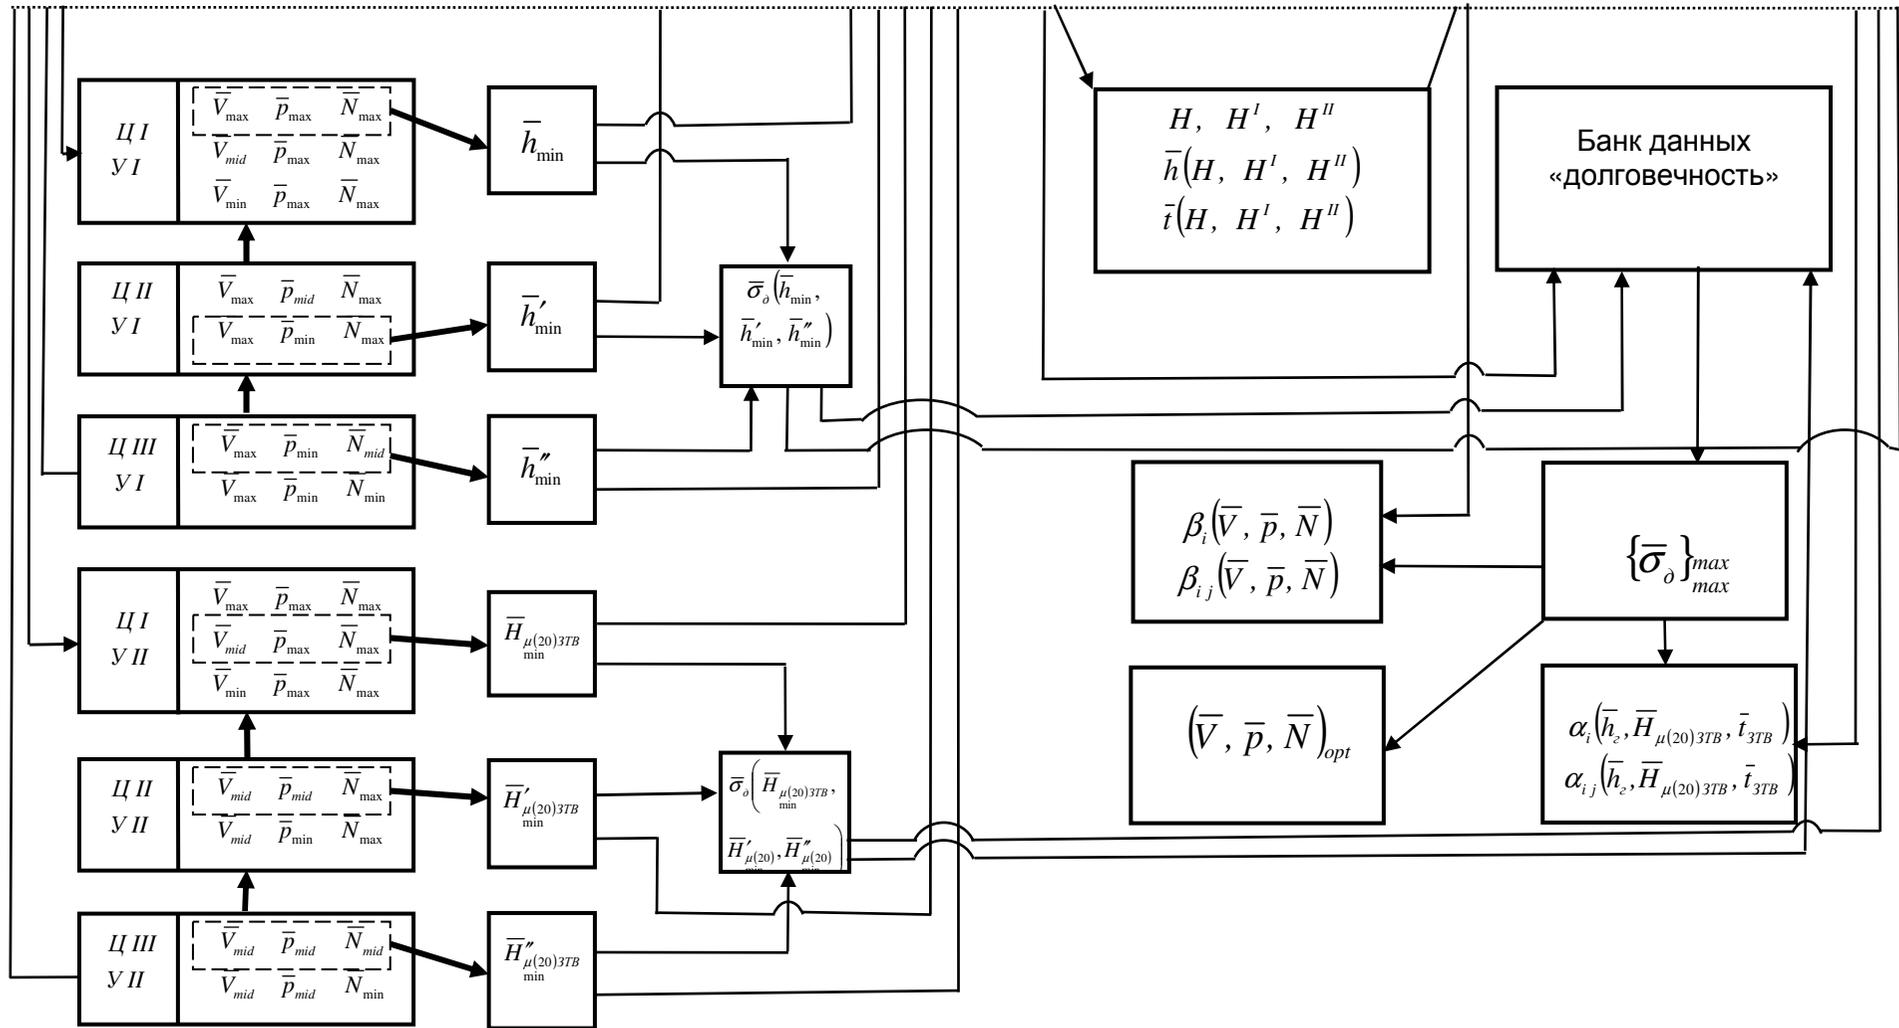 Ц I
У I
V̅max p̅max N̅max
V̅mid p̅max N̅max
V̅min p̅max N̅max
h̅min
H, H^I, H^II
h̅(H, H^I, H^II)
t̅(H, H^I, H^II)
Банк данных
«долговечность»
Ц II
У I
V̅max p̅mid N̅max
V̅max p̅min N̅max
h̅′min
σ̅д(h̅min,
h̅′min, h̅″min)
Ц III
У I
V̅max p̅min N̅mid
V̅max p̅min N̅min
h̅″min
βi(V̅, p̅, N̅)
βij(V̅, p̅, N̅)
{σ̅д}max
max
Ц I
У II
V̅max p̅max N̅max
V̅mid p̅max N̅max
V̅min p̅max N̅max
H̅μ(20)ЗТВ
min
(V̅, p̅, N̅)opt
αi(h̅г, H̅μ(20)ЗТВ, t̅ЗТВ)
αij(h̅г, H̅μ(20)ЗТВ, t̅ЗТВ)
Ц II
У II
V̅mid p̅mid N̅max
V̅mid p̅min N̅max
H̅′μ(20)ЗТВ
min
σ̅д(H̅μ(20)ЗТВ,
min
H̅′μ(20), H̅″μ(20))
min min
Ц III
У II
V̅mid p̅mid N̅mid
V̅mid p̅mid N̅min
H̅″μ(20)ЗТВ
min